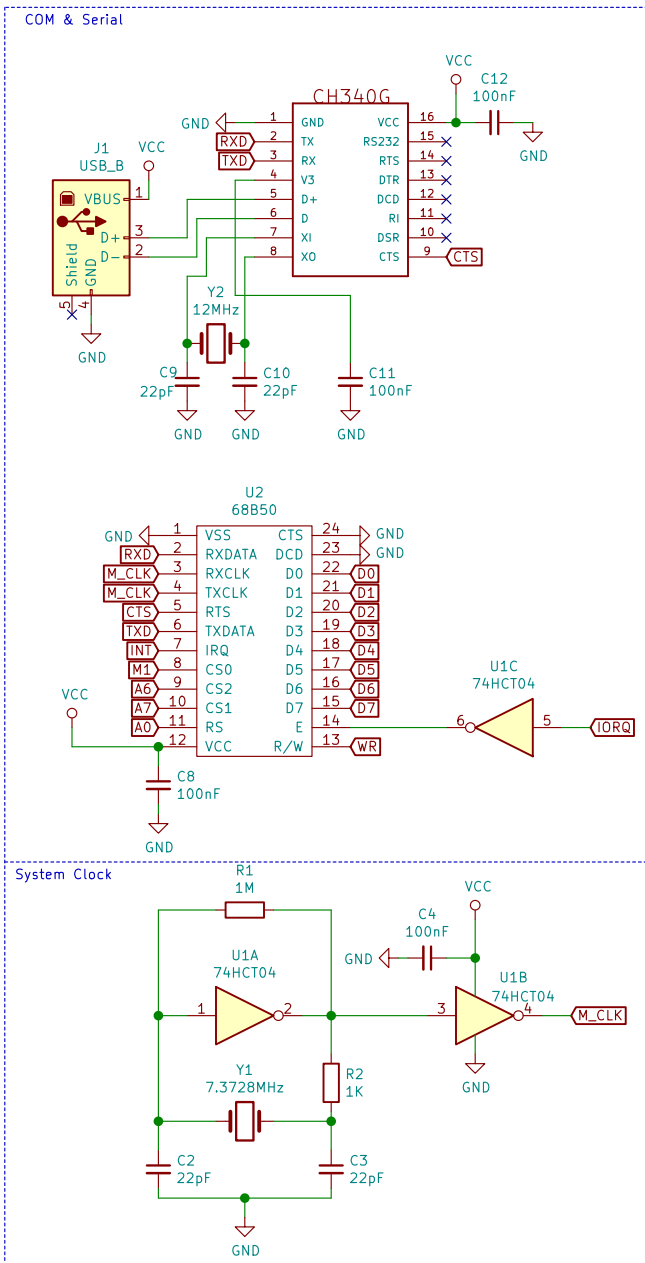 COM & Serial
VCC
C12
100nF
CH340G
GND
1 GND VCC 16
RXD 2 TX RS232 15
TXD 3 RX RTS 14
4 V3 DTR 13
5 D+ DCD 12
6 D RI 11
7 XI DSR 10
8 XO CTS 9 CTS
GND
J1
USB_B
VCC
VBUS 1
D+ 3
D- 2
Shield
GND
5
4
GND
Y2
12MHz
C9
22pF
C10
22pF
C11
100nF
GND
GND
GND
U2
68B50
GND 1 VSS CTS 24 GND
RXD 2 RXDATA DCD 23 GND
M_CLK 3 RXCLK D0 22 D0
M_CLK 4 TXCLK D1 21 D1
CTS 5 RTS D2 20 D2
TXD 6 TXDATA D3 19 D3
INT 7 IRQ D4 18 D4
M1 8 CS0 D5 17 D5
A6 9 CS2 D6 16 D6
A7 10 CS1 D7 15 D7
A0 11 RS E 14
12 VCC R/W 13 WR
VCC
U1C
74HCT04
6 5 IORQ
C8
100nF
GND
System Clock
R1
1M
VCC
C4
100nF
GND
U1A
74HCT04
1 2
U1B
74HCT04
3 4 M_CLK
GND
R2
1K
Y1
7.3728MHz
C2
22pF
C3
22pF
GND